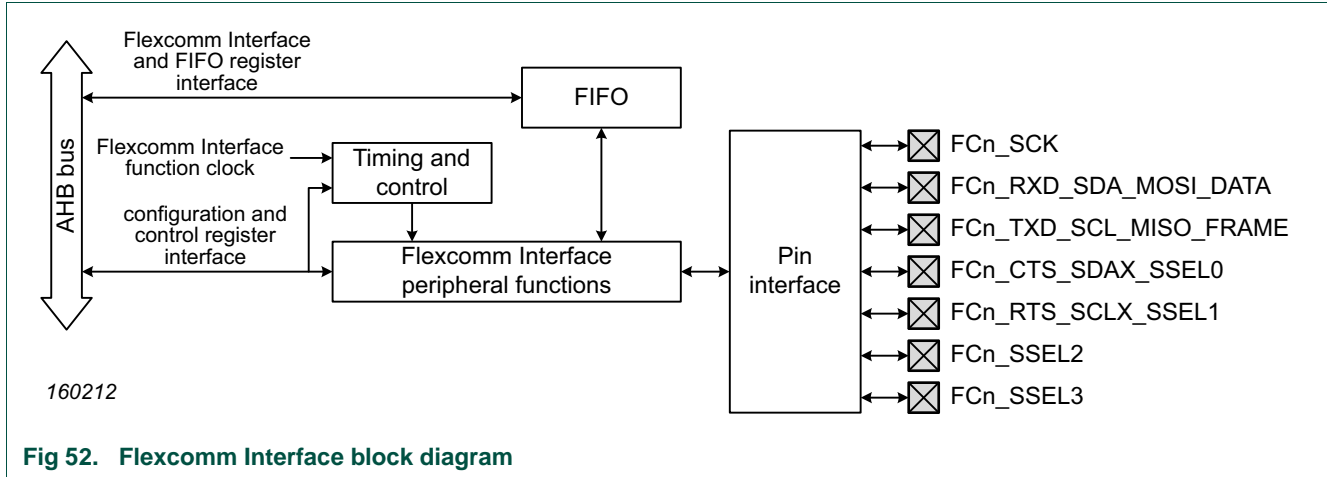 Flexcomm Interface
and FIFO register
interface
FIFO
AHB bus
Flexcomm Interface
function clock
Timing and
control
configuration and
control register
interface
Flexcomm Interface
peripheral functions
Pin
interface
FCn_SCK
FCn_RXD_SDA_MOSI_DATA
FCn_TXD_SCL_MISO_FRAME
FCn_CTS_SDAX_SSEL0
FCn_RTS_SCLX_SSEL1
FCn_SSEL2
FCn_SSEL3
160212
Fig 52. Flexcomm Interface block diagram